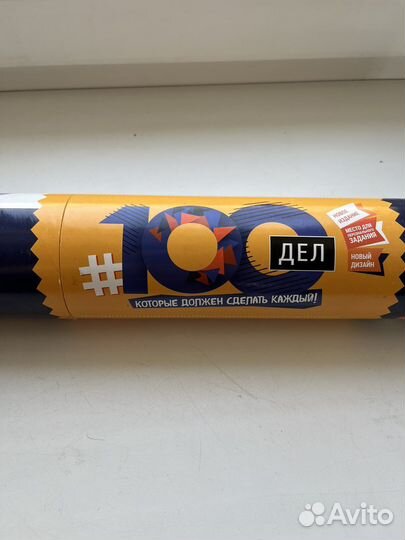 #100
ДЕЛ
КОТОРЫЕ ДОЛЖЕН СДЕЛАТЬ КАЖДЫЙ!
НОВОЕ
ИЗДАНИЕ
МЕСТО ДЛЯ
ЗАДАНИЯ
НОВЫЙ
ДИЗАЙН
Avito